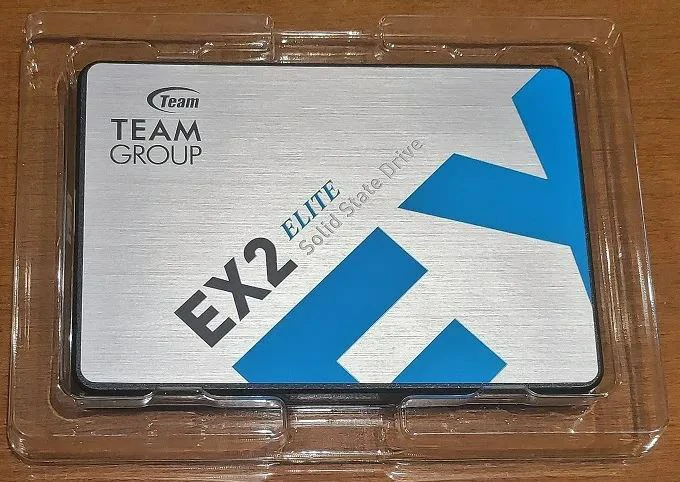 Team
TEAM
GROUP
EX2 ELITE
Solid State Drive